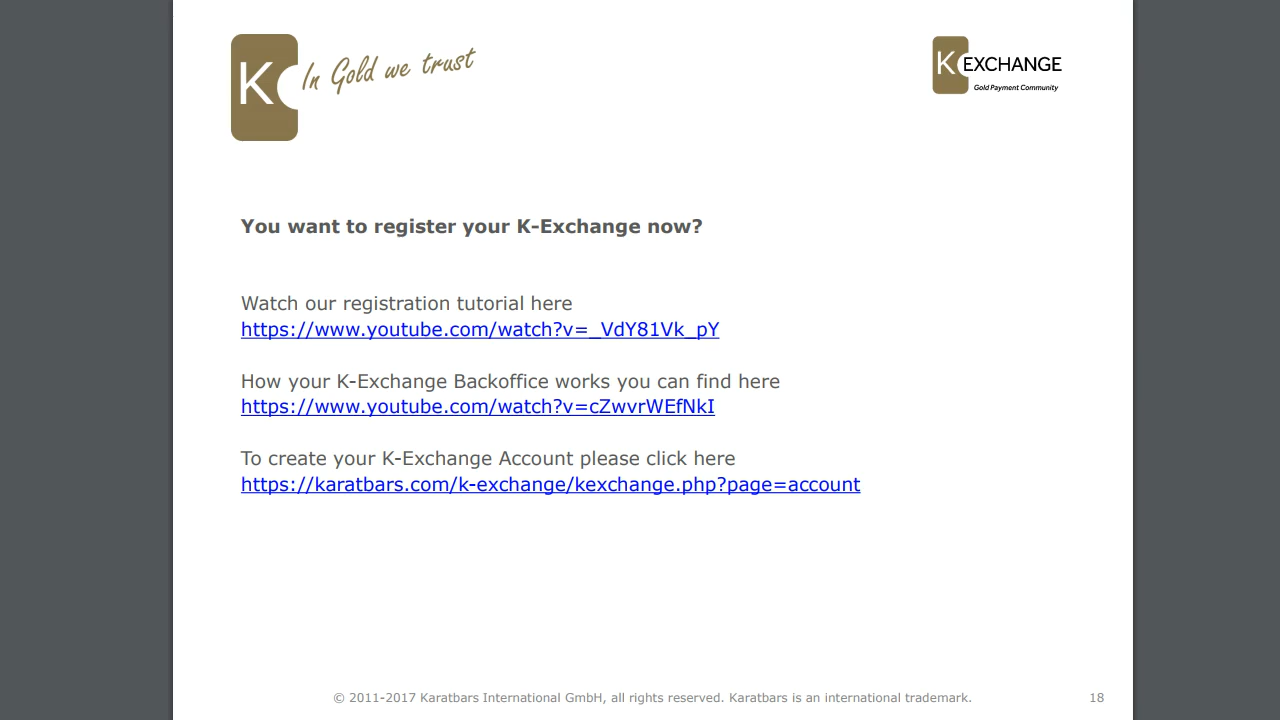 K In Gold we trust
K EXCHANGE
Gold Payment Community
You want to register your K-Exchange now?
Watch our registration tutorial here
https://www.youtube.com/watch?v=_VdY81Vk_pY
How your K-Exchange Backoffice works you can find here
https://www.youtube.com/watch?v=cZwvrWEfNkI
To create your K-Exchange Account please click here
https://karatbars.com/k-exchange/kexchange.php?page=account
© 2011-2017 Karatbars International GmbH, all rights reserved. Karatbars is an international trademark. 18